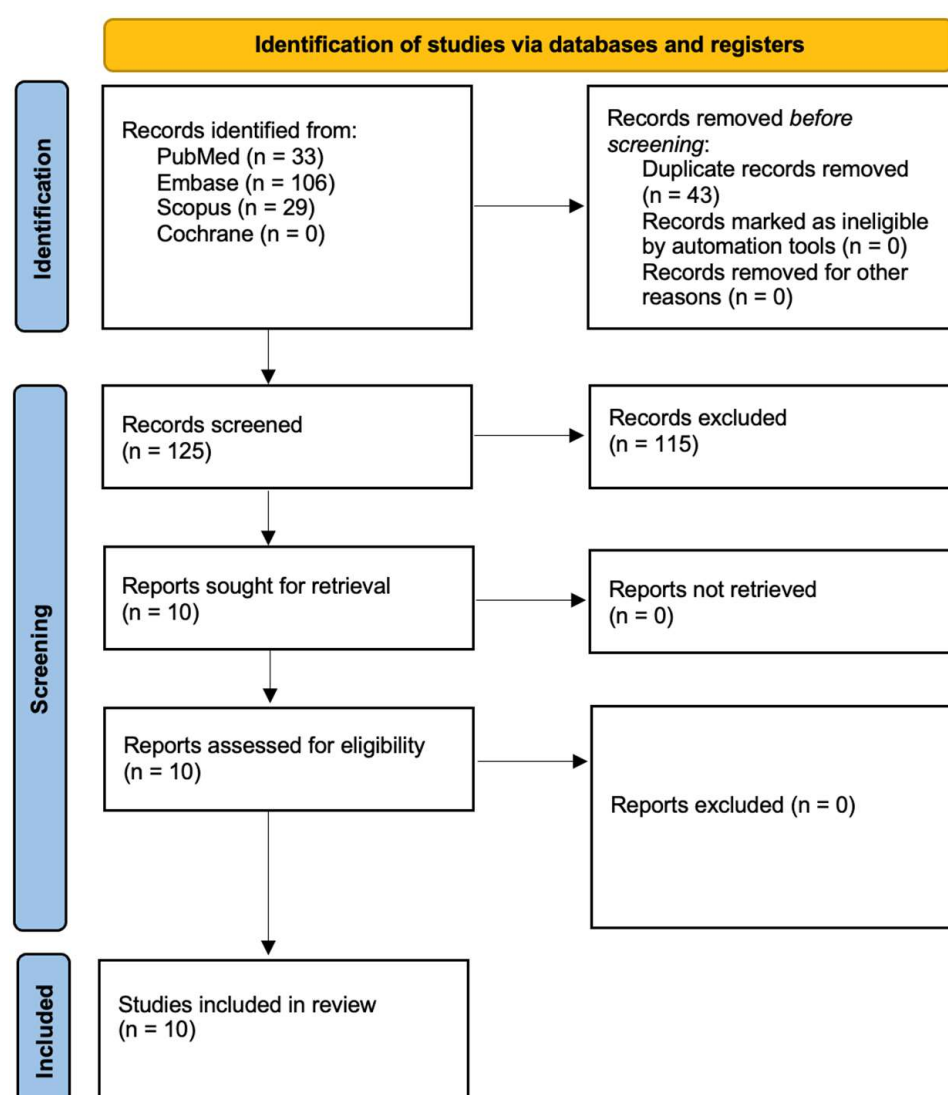 Identification of studies via databases and registers
Identification
Records identified from:
PubMed (n = 33)
Embase (n = 106)
Scopus (n = 29)
Cochrane (n = 0)
Records removed before
screening:
Duplicate records removed
(n = 43)
Records marked as ineligible
by automation tools (n = 0)
Records removed for other
reasons (n = 0)
Screening
Records screened
(n = 125)
Records excluded
(n = 115)
Reports sought for retrieval
(n = 10)
Reports not retrieved
(n = 0)
Reports assessed for eligibility
(n = 10)
Reports excluded (n = 0)
Included
Studies included in review
(n = 10)